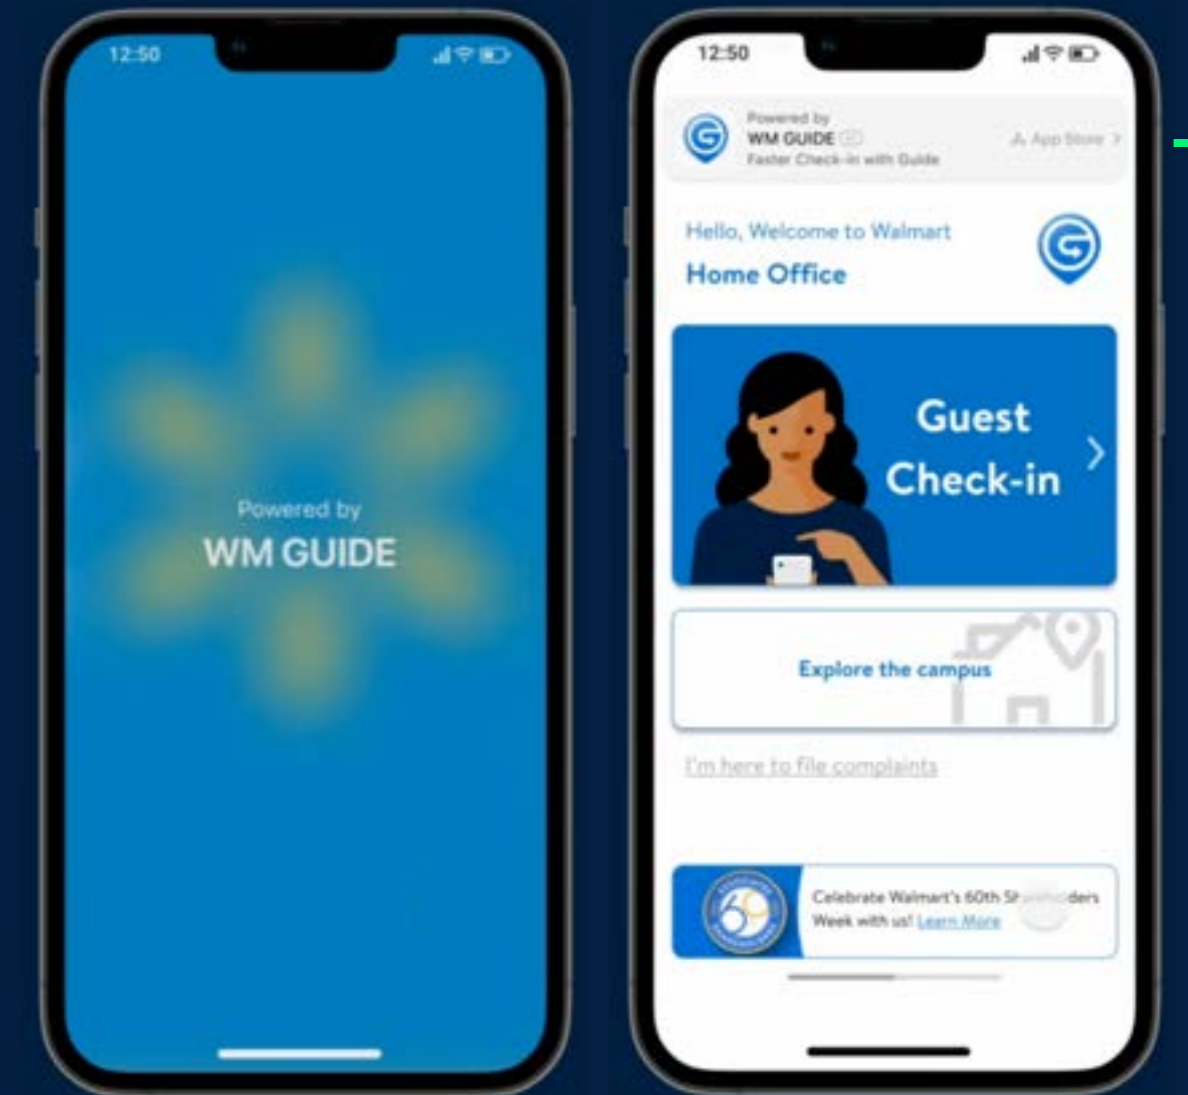 12:50
Powered by
WM GUIDE
12:50
Powered by
WM GUIDE
Faster Check-in with Guide
App Store >
Hello, Welcome to Walmart
Home Office
Guest
Check-in
Explore the campus
I'm here to file complaints
Celebrate Walmart's 60th
Week with us! Learn More